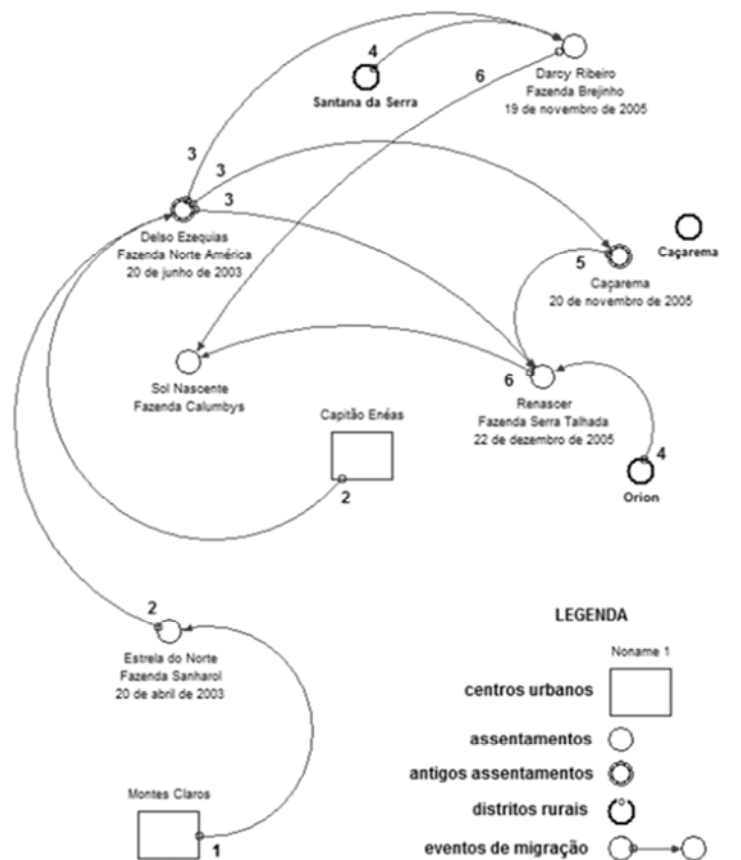 4
Santana da Serra
6
Darcy Ribeiro
Fazenda Brejinho
19 de novembro de 2005
3
3
3
Delso Ezequias
Fazenda Norte América
20 de junho de 2003
Caçarema
5
Caçarema
20 de novembro de 2005
Sol Nascente
Fazenda Calumbys
6
Renascer
Fazenda Serra Talhada
22 de dezembro de 2005
Capitão Enéas
2
4
Orion
2
Estrela do Norte
Fazenda Sanharol
20 de abril de 2003
Montes Claros
1
LEGENDA
Noname 1
centros urbanos
assentamentos
antigos assentamentos
distritos rurais
eventos de migração